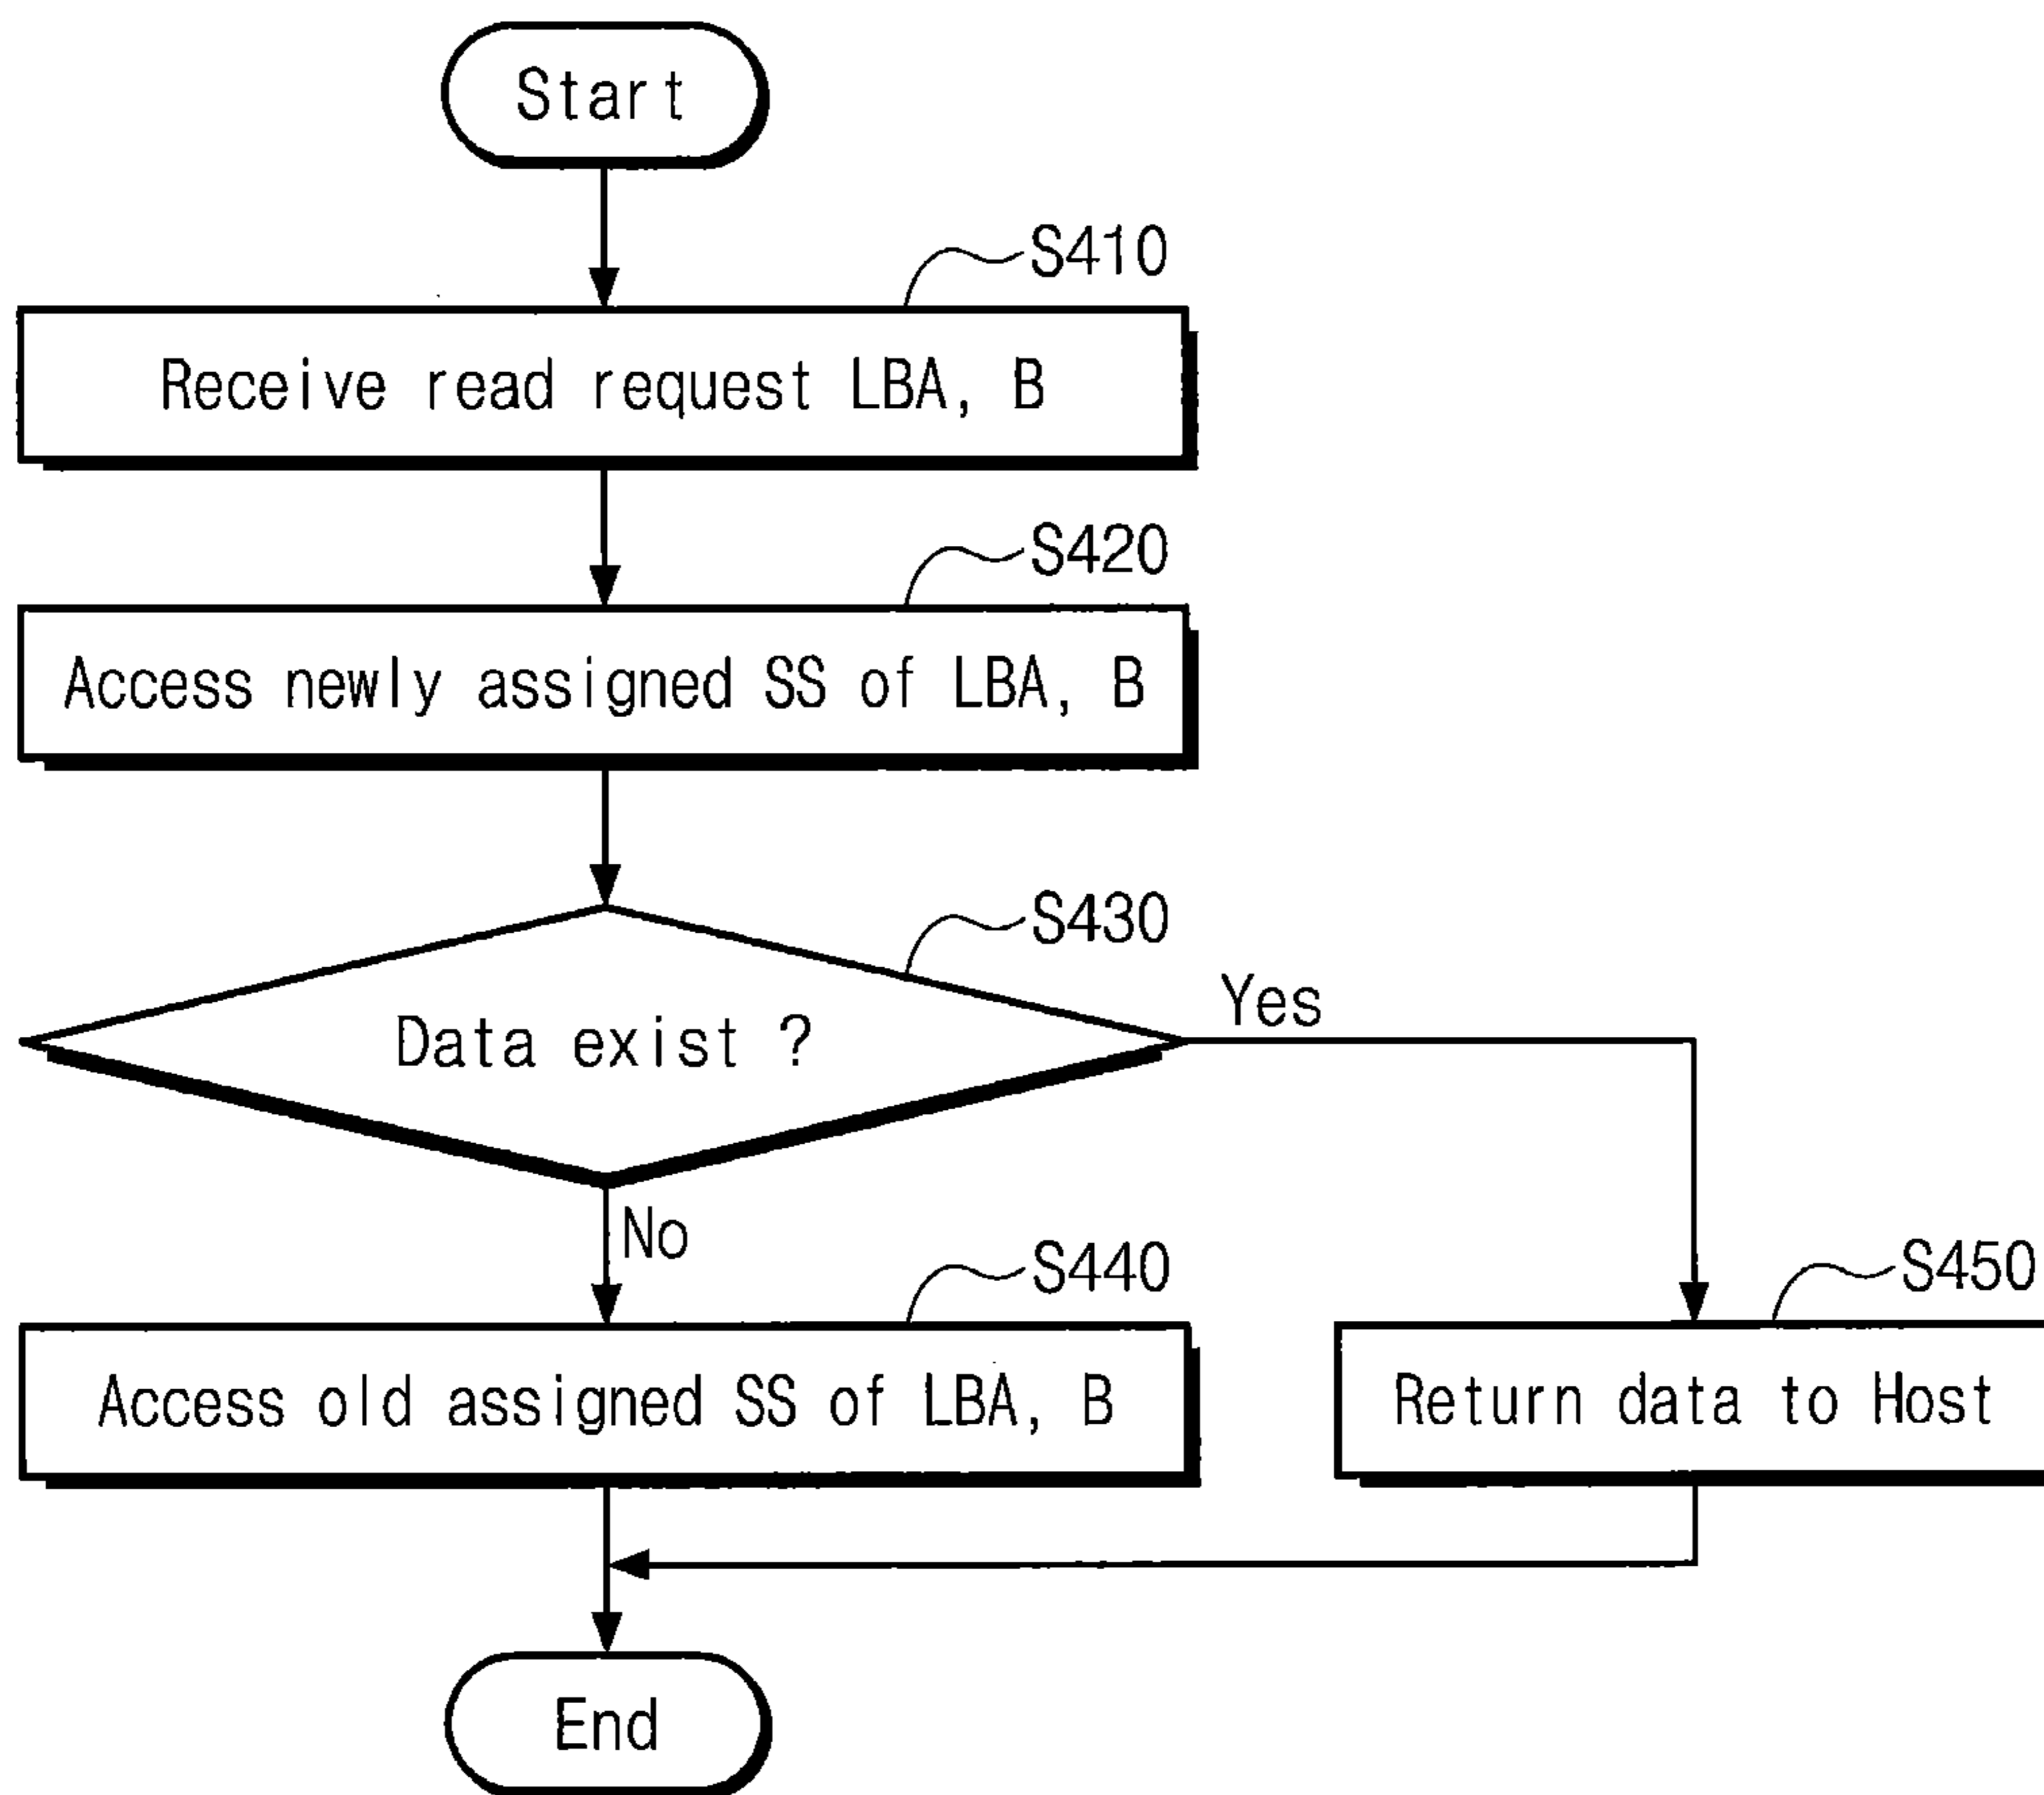 Start
S410
Receive read request LBA, B
S420
Access newly assigned SS of LBA, B
S430
Data exist ?
Yes
No
S440
Access old assigned SS of LBA, B
S450
Return data to Host
End